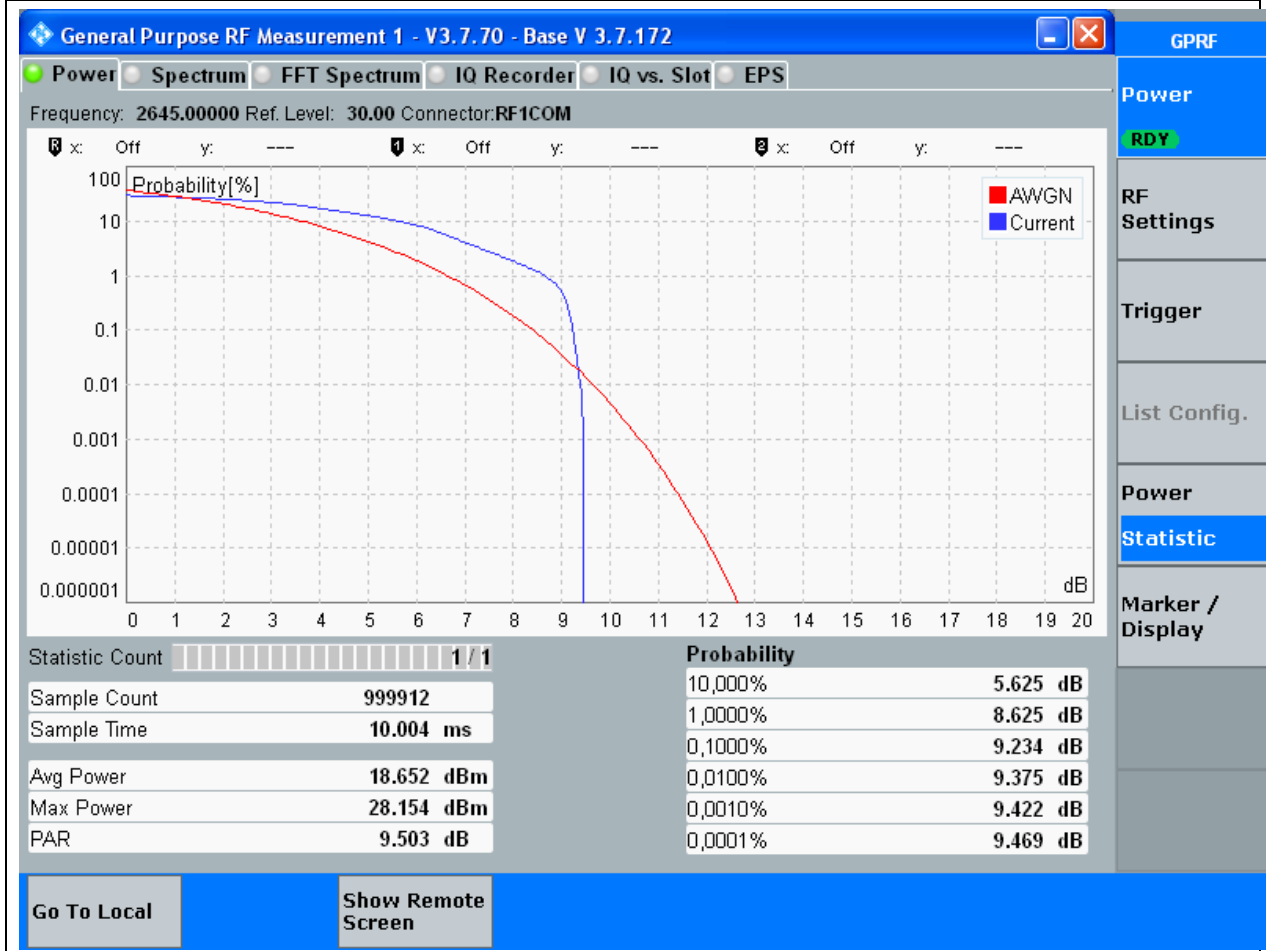 General Purpose RF Measurement 1 - V3.7.70 - Base V 3.7.172
GPRF
Power Spectrum FFT Spectrum IQ Recorder IQ vs. Slot EPS
Frequency: 2645.00000 Ref. Level: 30.00 Connector:RF1COM
R x: Off y: --- 1 x: Off y: --- 2 x: Off y: ---
Probability[%]
100
10
1
0.1
0.01
0.001
0.0001
0.00001
0.000001
AWGN
Current
dB
0 1 2 3 4 5 6 7 8 9 10 11 12 13 14 15 16 17 18 19 20
Statistic Count 1 / 1
Sample Count 999912
Sample Time 10.004 ms
Avg Power 18.652 dBm
Max Power 28.154 dBm
PAR 9.503 dB
Probability
10,000% 5.625 dB
1,0000% 8.625 dB
0,1000% 9.234 dB
0,0100% 9.375 dB
0,0010% 9.422 dB
0,0001% 9.469 dB
Power
RDY
RF
Settings
Trigger
List Config.
Power
Statistic
Marker /
Display
Go To Local
Show Remote
Screen